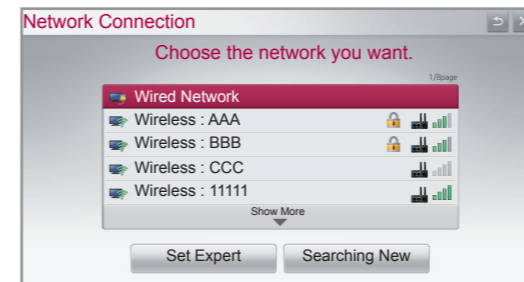 Network Connection
Choose the network you want.
1/8page
Wired Network
Wireless : AAA
Wireless : BBB
Wireless : CCC
Wireless : 11111
Show More
Set Expert Searching New